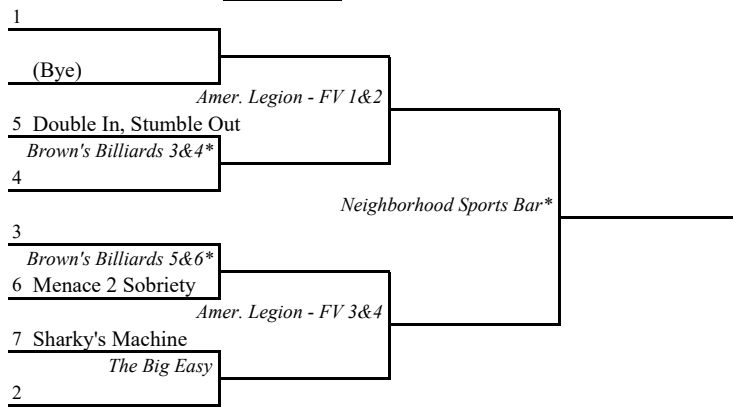 1
(Bye)
Amer. Legion - FV 1&2
5 Double In, Stumble Out
Brown's Billiards 3&4*
4
Neighborhood Sports Bar*
3
Brown's Billiards 5&6*
6 Menace 2 Sobriety
Amer. Legion - FV 3&4
7 Sharky's Machine
The Big Easy
2